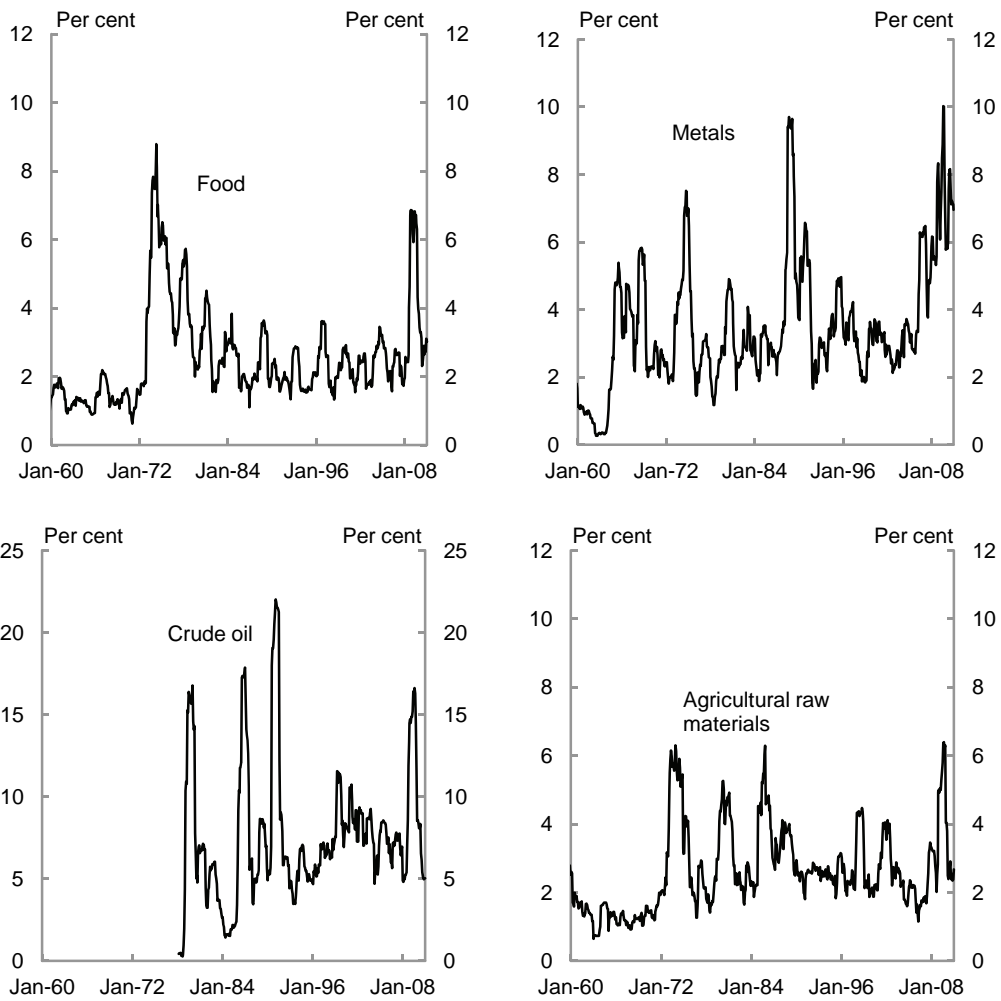 Per cent Per cent
12 12
10 10
8 8
Food
6 6
4 4
2 2
0 0
Jan-60 Jan-72 Jan-84 Jan-96 Jan-08
Per cent Per cent
12 12
10 10
Metals
8 8
6 6
4 4
2 2
0 0
Jan-60 Jan-72 Jan-84 Jan-96 Jan-08
Per cent Per cent
25 25
20 20
Crude oil
15 15
10 10
5 5
0 0
Jan-60 Jan-72 Jan-84 Jan-96 Jan-08
Per cent Per cent
12 12
10 10
8 8
Agricultural raw
materials
6 6
4 4
2 2
0 0
Jan-60 Jan-72 Jan-84 Jan-96 Jan-08